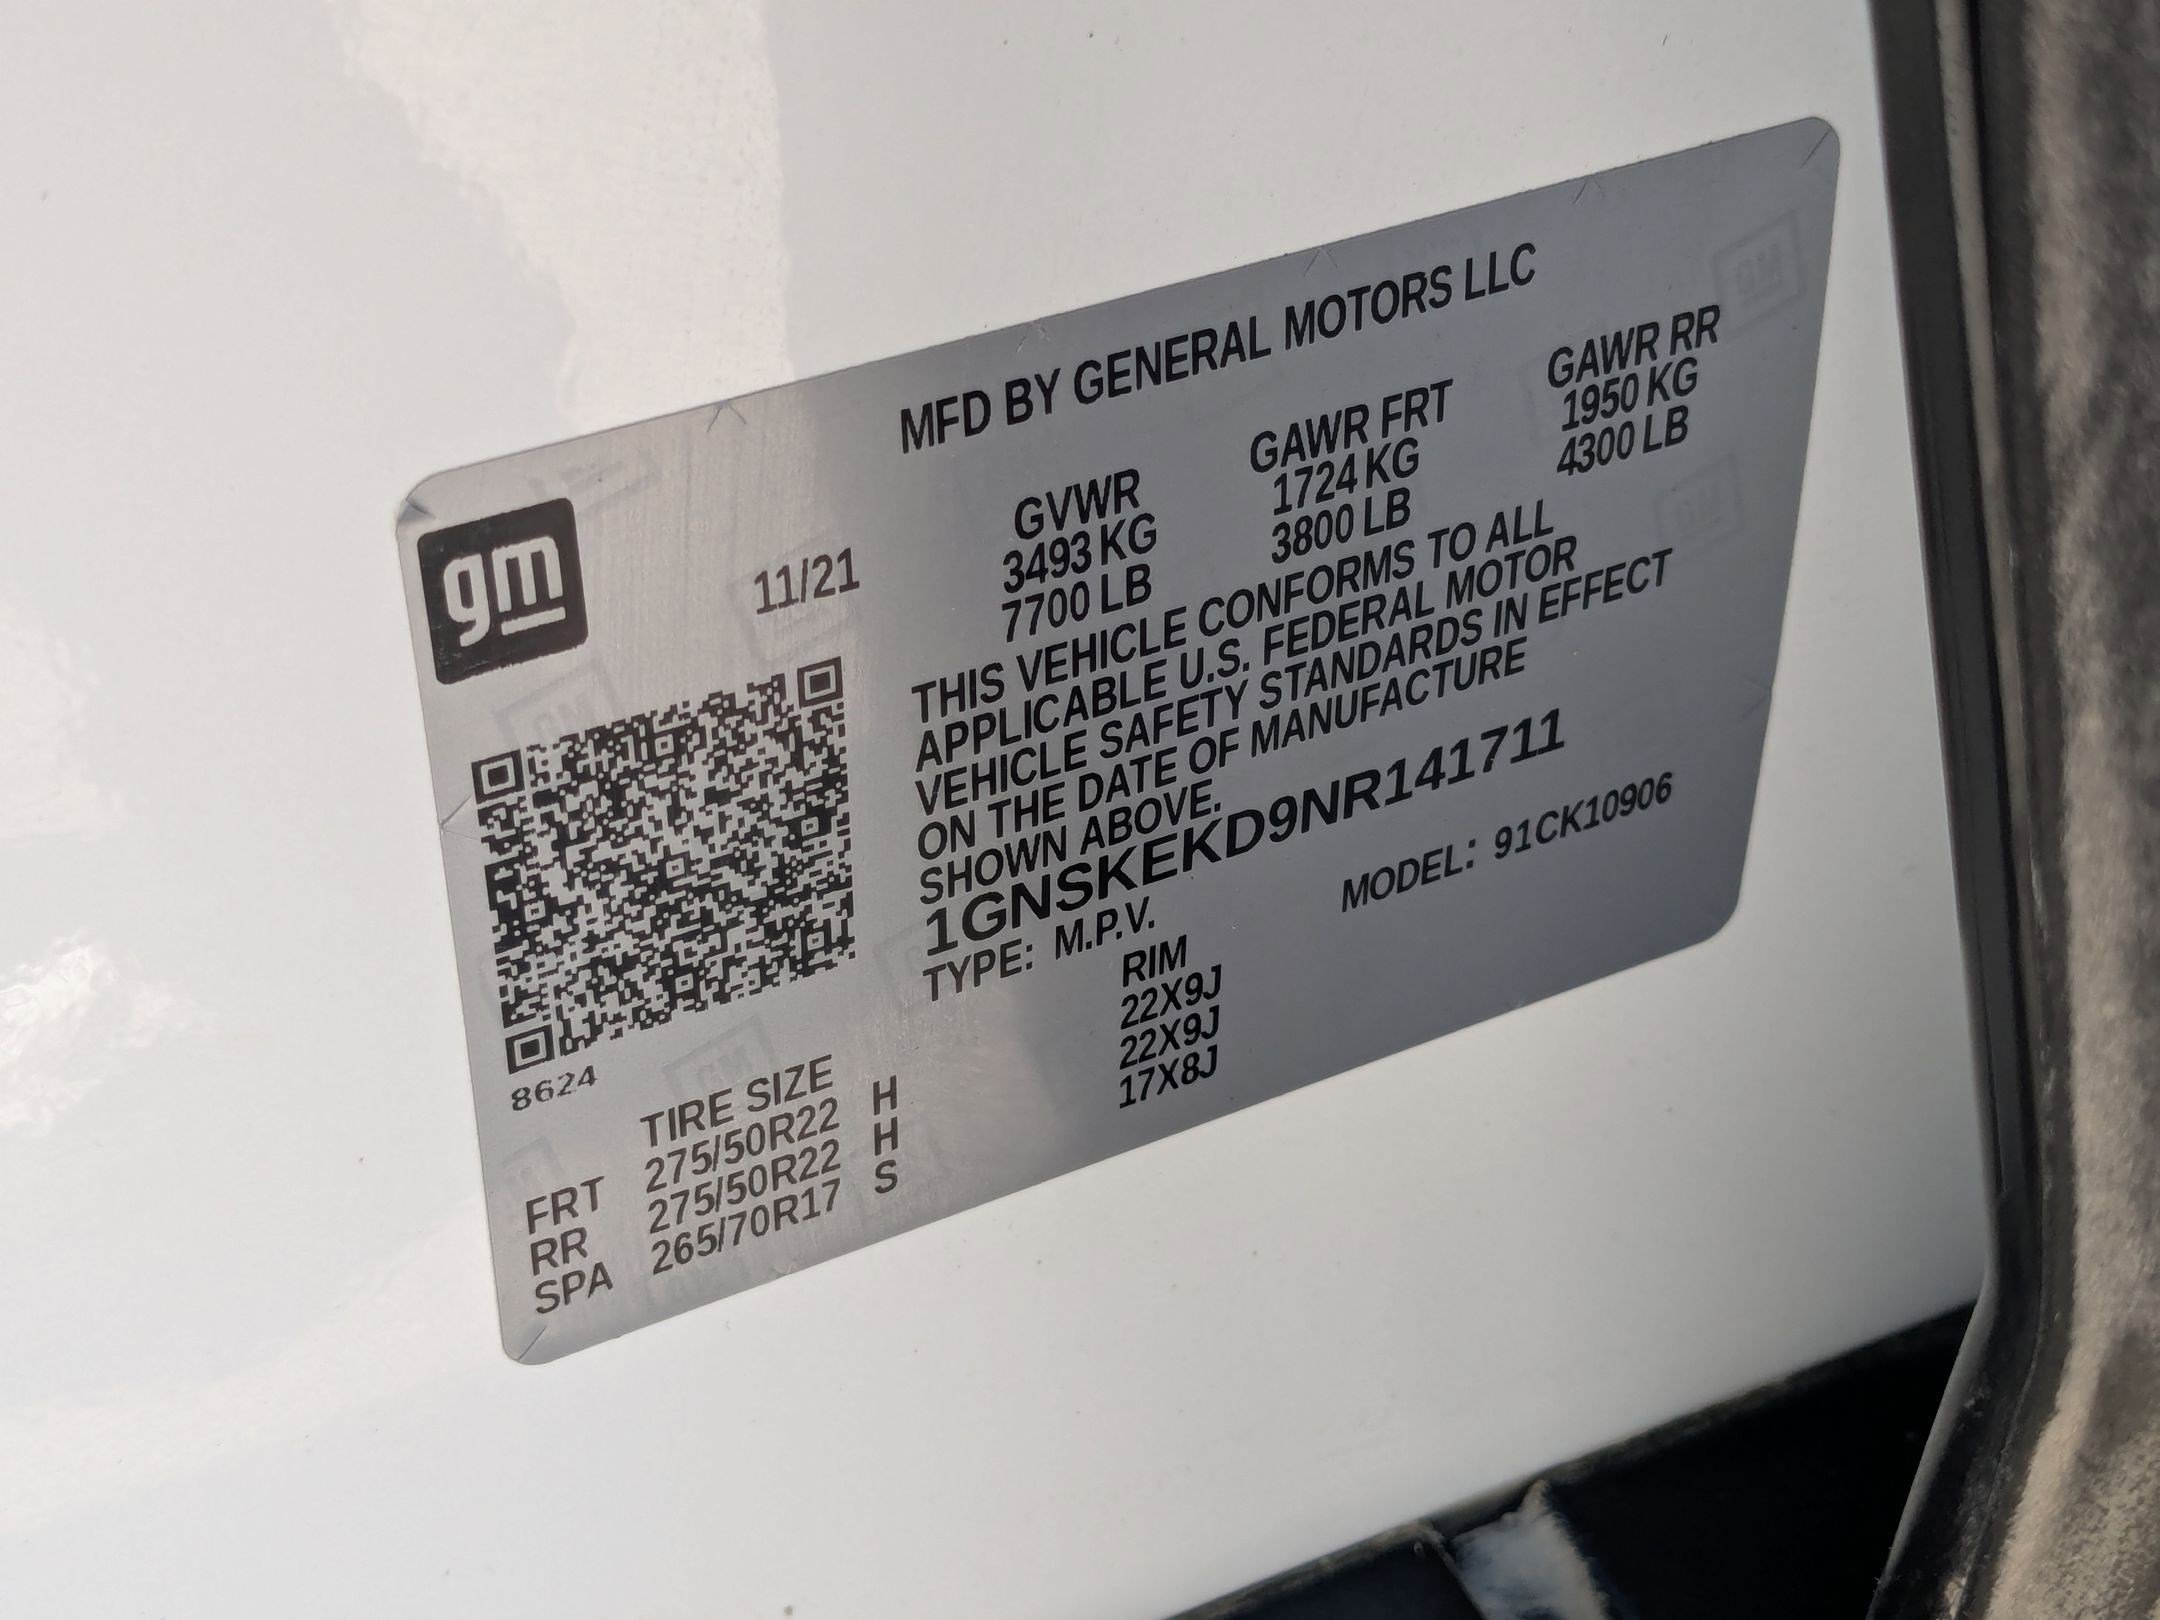 MFD BY GENERAL MOTORS LLC
gm
11/21
GVWR GAWR FRT GAWR RR
3493 KG 1724 KG 1950 KG
7700 LB 3800 LB 4300 LB
THIS VEHICLE CONFORMS TO ALL
APPLICABLE U.S. FEDERAL MOTOR
VEHICLE SAFETY STANDARDS IN EFFECT
ON THE DATE OF MANUFACTURE
SHOWN ABOVE.
1GNSKEKD9NR141711
TYPE: M.P.V. MODEL: 91CK10906
8624
TIRE SIZE RIM
FRT 275/50R22 H 22X9J
RR 275/50R22 H 22X9J
SPA 265/70R17 S 17X8J
GM
GM